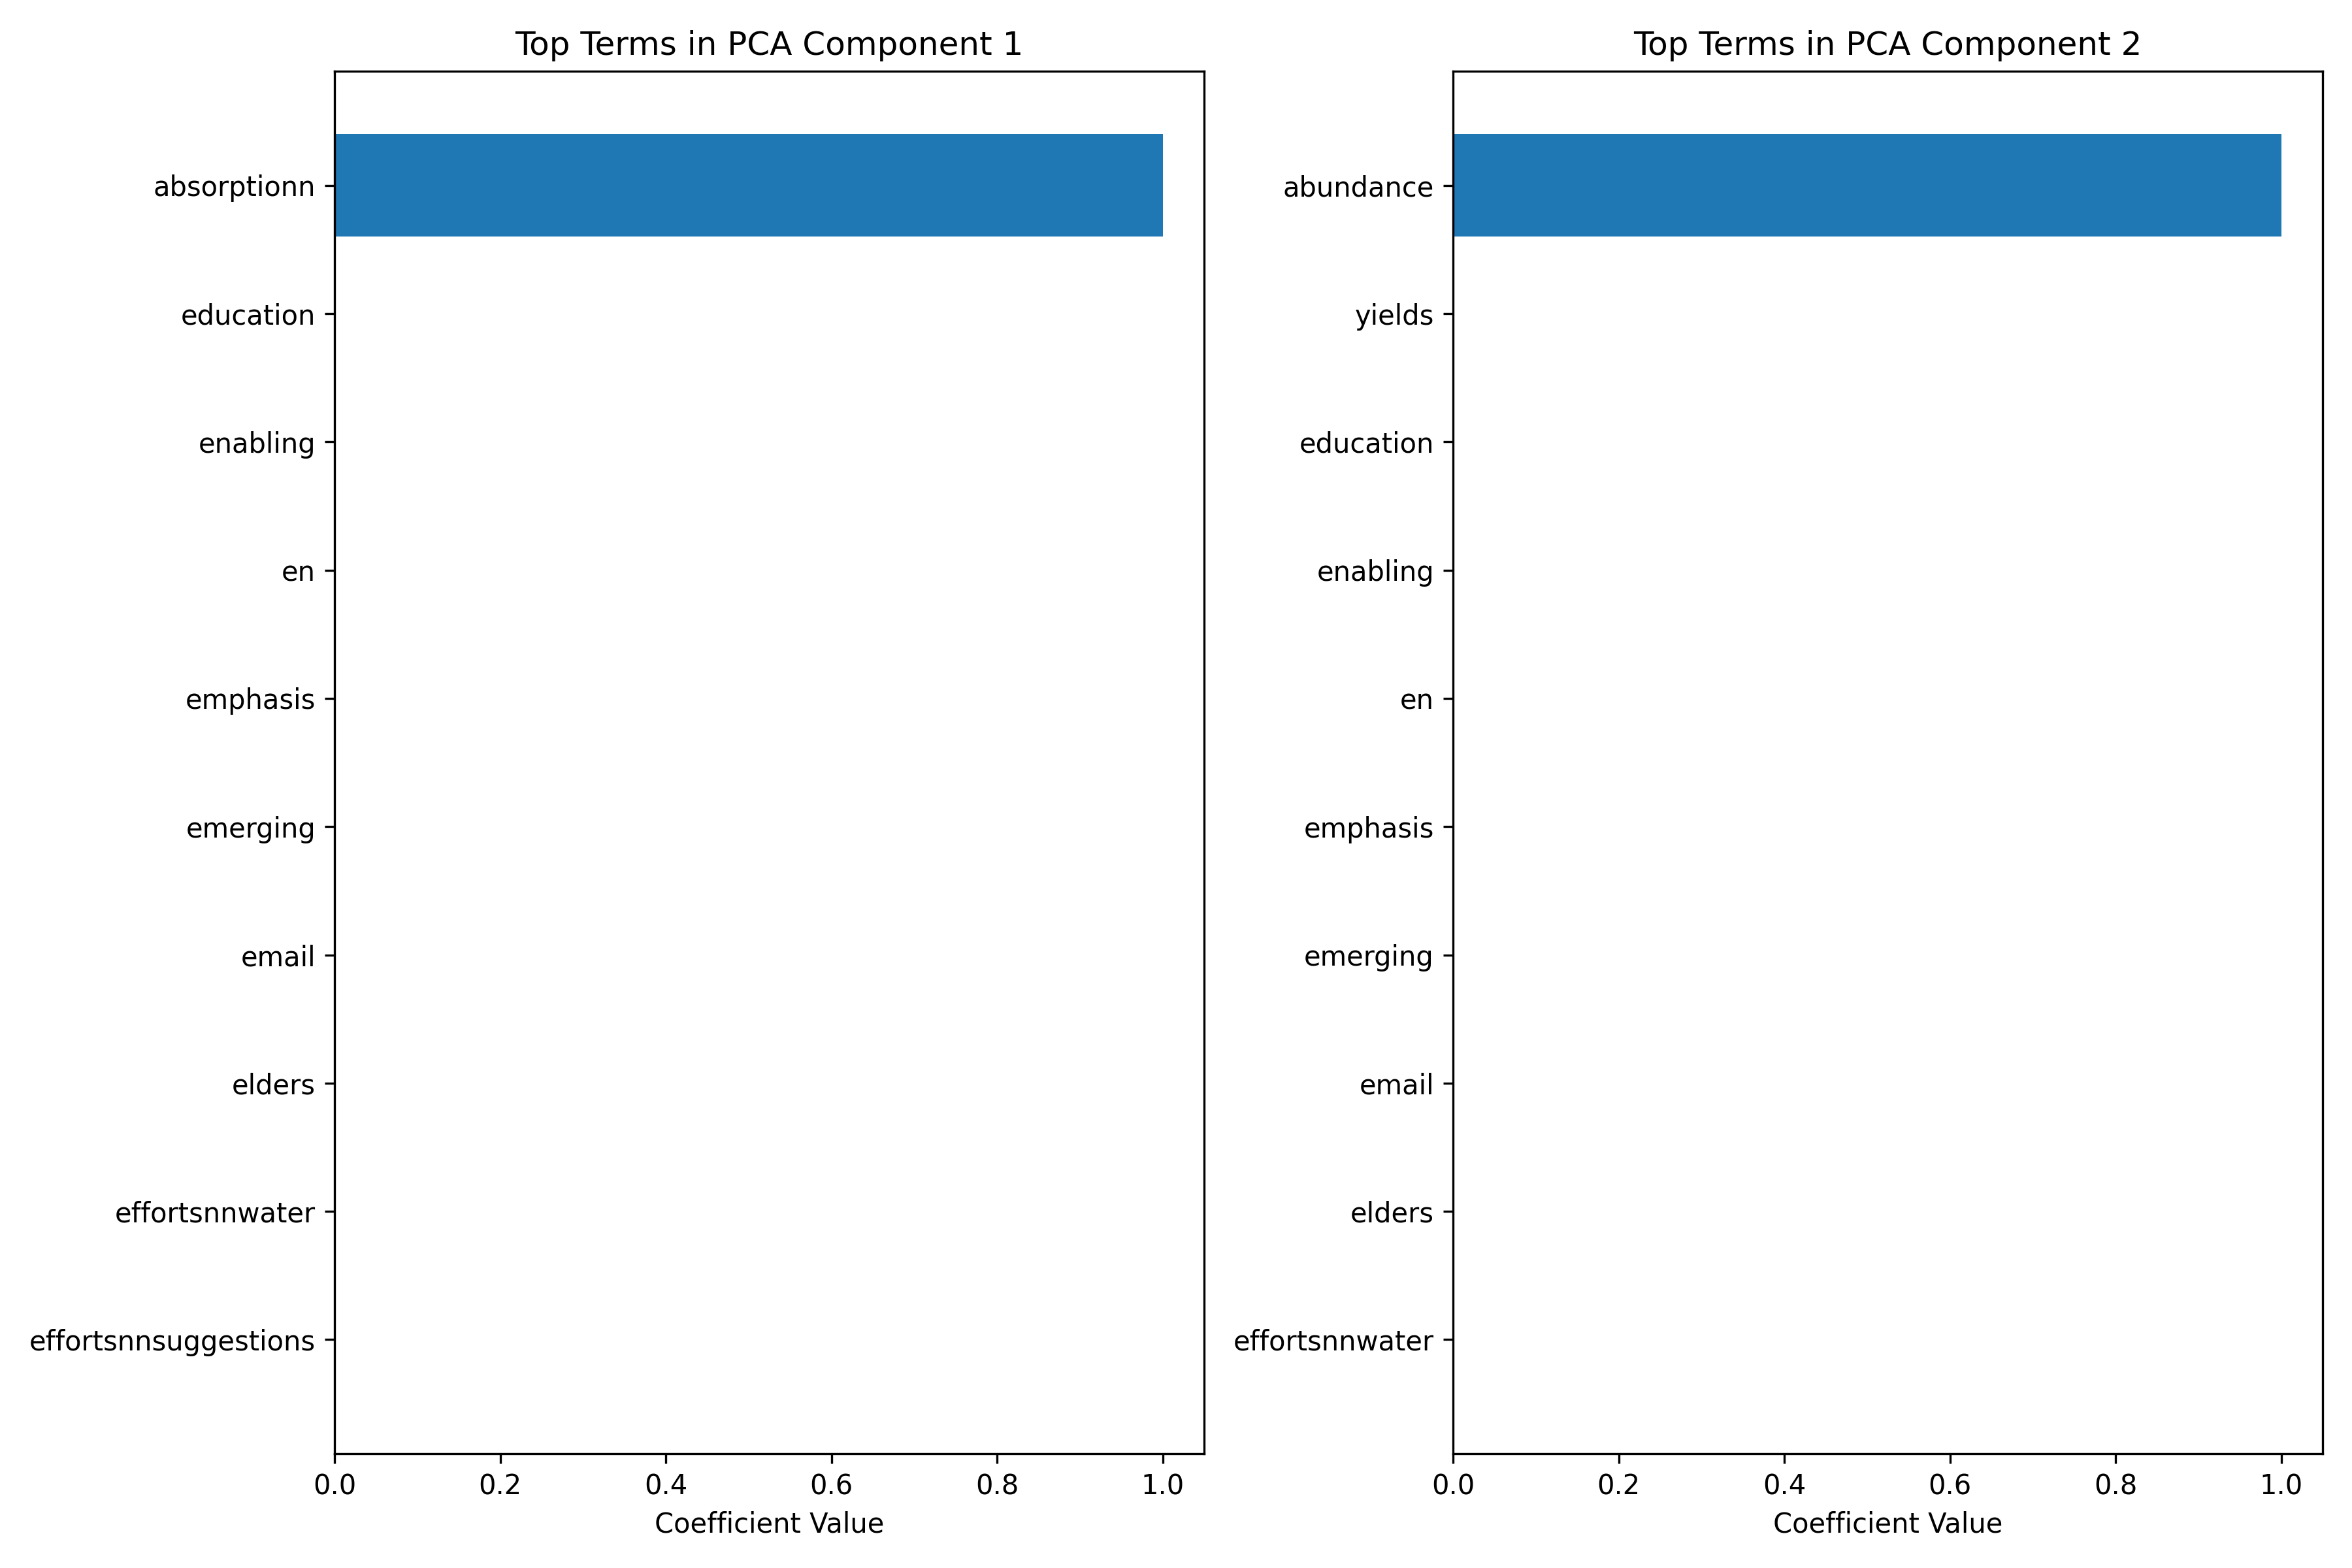 Top Terms in PCA Component 1
absorptionn
education
enabling
en
emphasis
emerging
email
elders
effortsnnwater
effortsnnsuggestions
0.0 0.2 0.4 0.6 0.8 1.0
Coefficient Value
Top Terms in PCA Component 2
abundance
yields
education
enabling
en
emphasis
emerging
email
elders
effortsnnwater
0.0 0.2 0.4 0.6 0.8 1.0
Coefficient Value